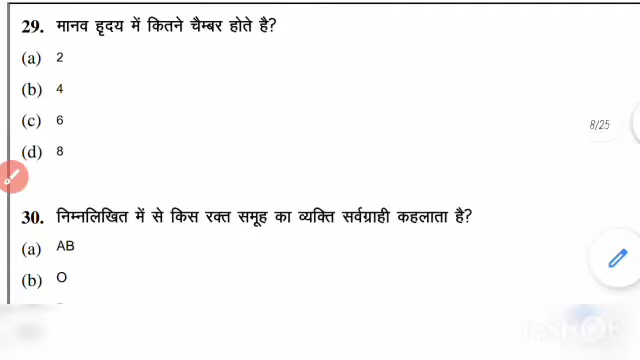 29. मानव हृदय में कितने चैम्बर होते है?
(a) 2
(b) 4
(c) 6
(d) 8
8/25
30. निम्नलिखित में से किस रक्त समूह का व्यक्ति सर्वग्राही कहलाता है?
(a) AB
(b) O